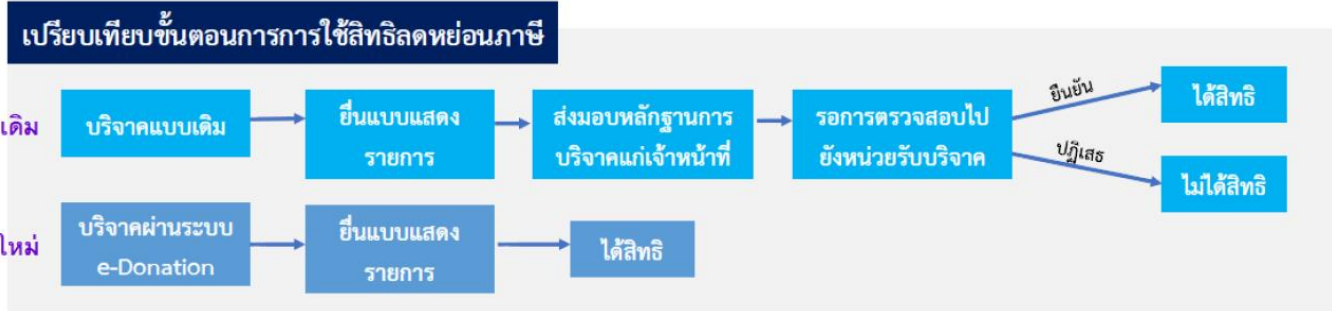 เปรียบเทียบขั้นตอนการการใช้สิทธิลดหย่อนภาษี
เดิม
บริจาคแบบเดิม
ยื่นแบบแสดง
รายการ
ส่งมอบหลักฐานการ
บริจาคแก่เจ้าหน้าที่
รอการตรวจสอบไป
ยังหน่วยรับบริจาค
ยืนยัน
ได้สิทธิ
ปฏิเสธ
ไม่ได้สิทธิ
ใหม่
บริจาคผ่านระบบ
e-Donation
ยื่นแบบแสดง
รายการ
ได้สิทธิ